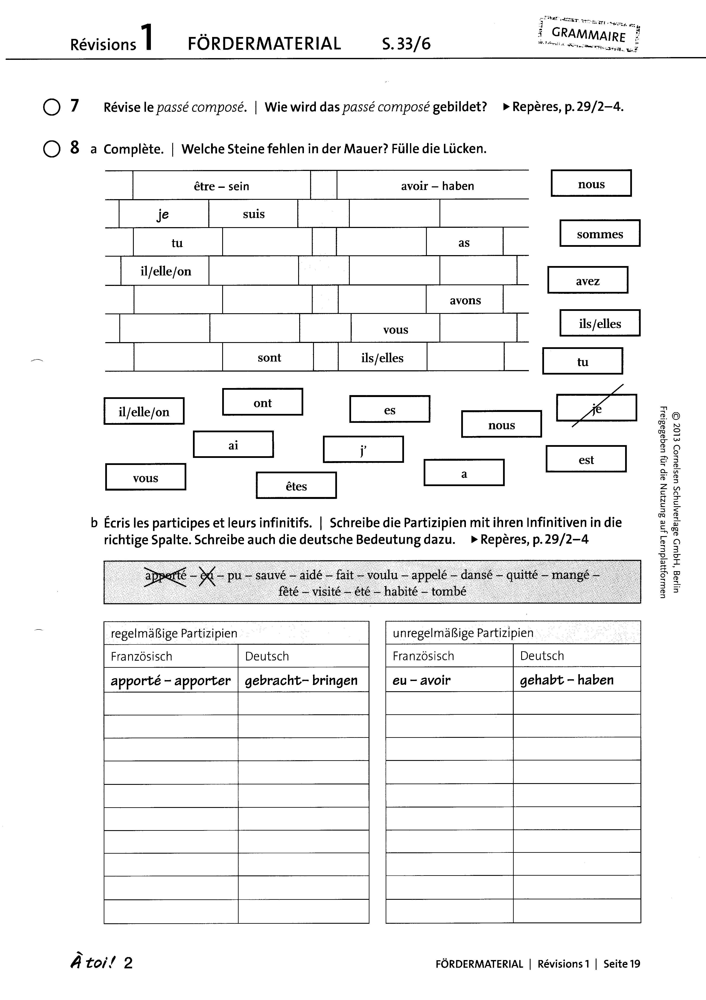 Révisions 1 FÖRDERMATERIAL S. 33/6 GRAMMAIRE
7 Révise le passé composé. | Wie wird das passé composé gebildet? ▶ Repères, p. 29/2–4.
8 a Complète. | Welche Steine fehlen in der Mauer? Fülle die Lücken.
être – sein avoir – haben
je suis
tu as
il/elle/on
avons
vous
sont ils/elles
nous
sommes
avez
ils/elles
tu
il/elle/on ont es nous je
ai j’ est
vous êtes a
b Écris les participes et leurs infinitifs. | Schreibe die Partizipien mit ihren Infinitiven in die
richtige Spalte. Schreibe auch die deutsche Bedeutung dazu. ▶ Repères, p. 29/2–4
apporté – eu – pu – sauvé – aidé – fait – voulu – appelé – dansé – quitté – mangé –
fêté – visité – été – habité – tombé
regelmäßige Partizipien unregelmäßige Partizipien
Französisch Deutsch Französisch Deutsch
apporté – apporter gebracht – bringen eu – avoir gehabt – haben
© 2013 Cornelsen Schulverlage GmbH, Berlin
Freigegeben für die Nutzung auf Lernplattformen
À toi! 2 FÖRDERMATERIAL | Révisions 1 | Seite 19